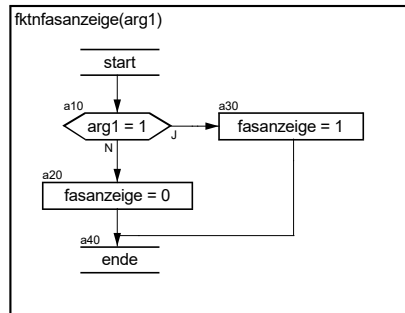 fktnfasanzeige(arg1)
start
a10
arg1 = 1
J
N
a30
fasanzeige = 1
a20
fasanzeige = 0
a40
ende